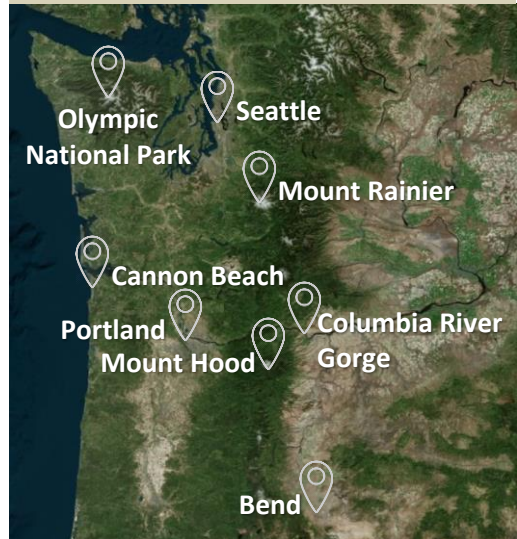 Olympic
National Park
Seattle
Mount Rainier
Cannon Beach
Portland
Columbia River
Gorge
Mount Hood
Bend